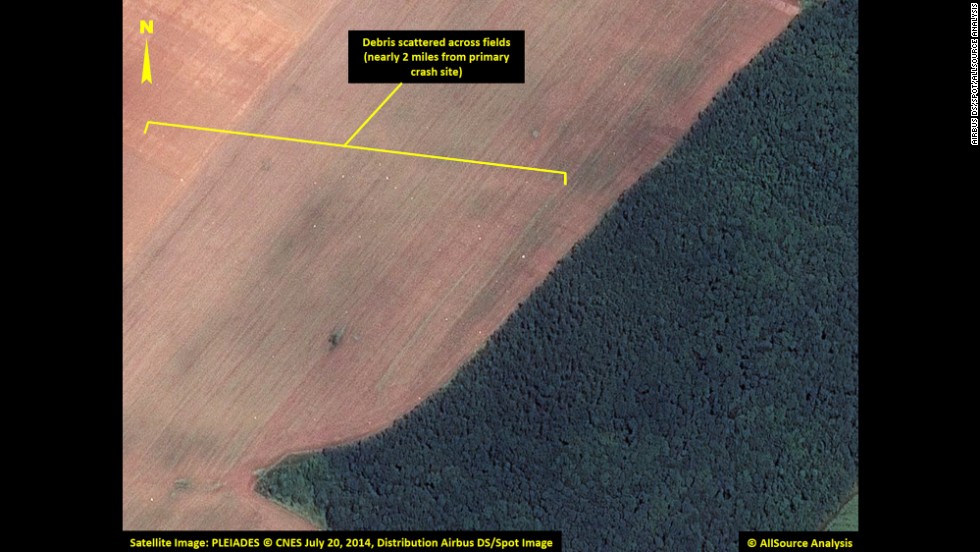 N
Debris scattered across fields
(nearly 2 miles from primary
crash site)
AIRBUS DS/SPOT/ALLSOURCE ANALYSIS
Satellite Image: PLEIADES © CNES July 20, 2014, Distribution Airbus DS/Spot Image
© AllSource Analysis